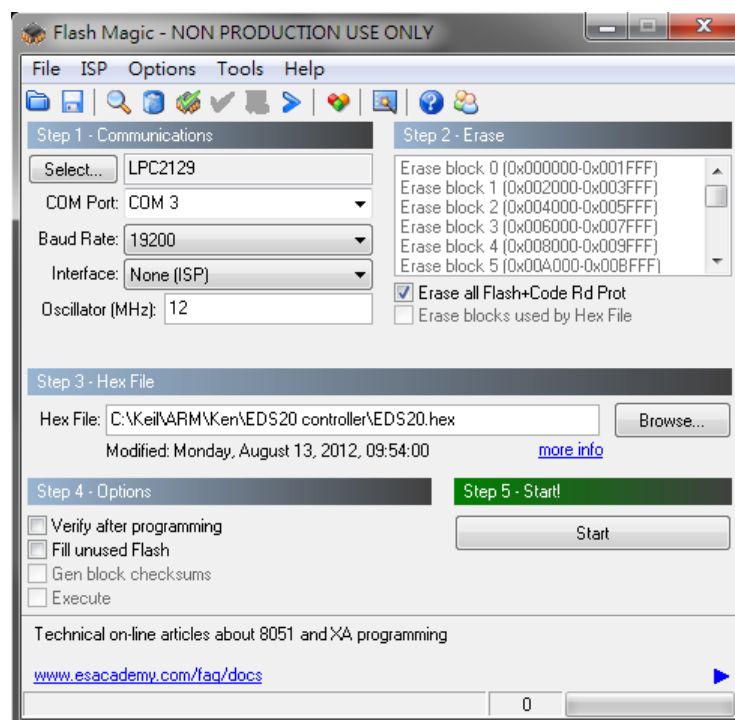 Flash Magic - NON PRODUCTION USE ONLY
File ISP Options Tools Help
Step 1 - Communications
Select... LPC2129
COM Port: COM 3
Baud Rate: 19200
Interface: None (ISP)
Oscillator (MHz): 12
Step 2 - Erase
Erase block 0 (0x000000-0x001FFF)
Erase block 1 (0x002000-0x003FFF)
Erase block 2 (0x004000-0x005FFF)
Erase block 3 (0x006000-0x007FFF)
Erase block 4 (0x008000-0x009FFF)
Erase block 5 (0x00A000-0x00BFFF)
Erase all Flash+Code Rd Prot
Erase blocks used by Hex File
Step 3 - Hex File
Hex File: C:\Keil\ARM\Ken\EDS20 controller\EDS20.hex Browse...
Modified: Monday, August 13, 2012, 09:54:00 more info
Step 4 - Options
Verify after programming
Fill unused Flash
Gen block checksums
Execute
Step 5 - Start!
Start
Technical on-line articles about 8051 and XA programming
www.esacademy.com/faq/docs
0